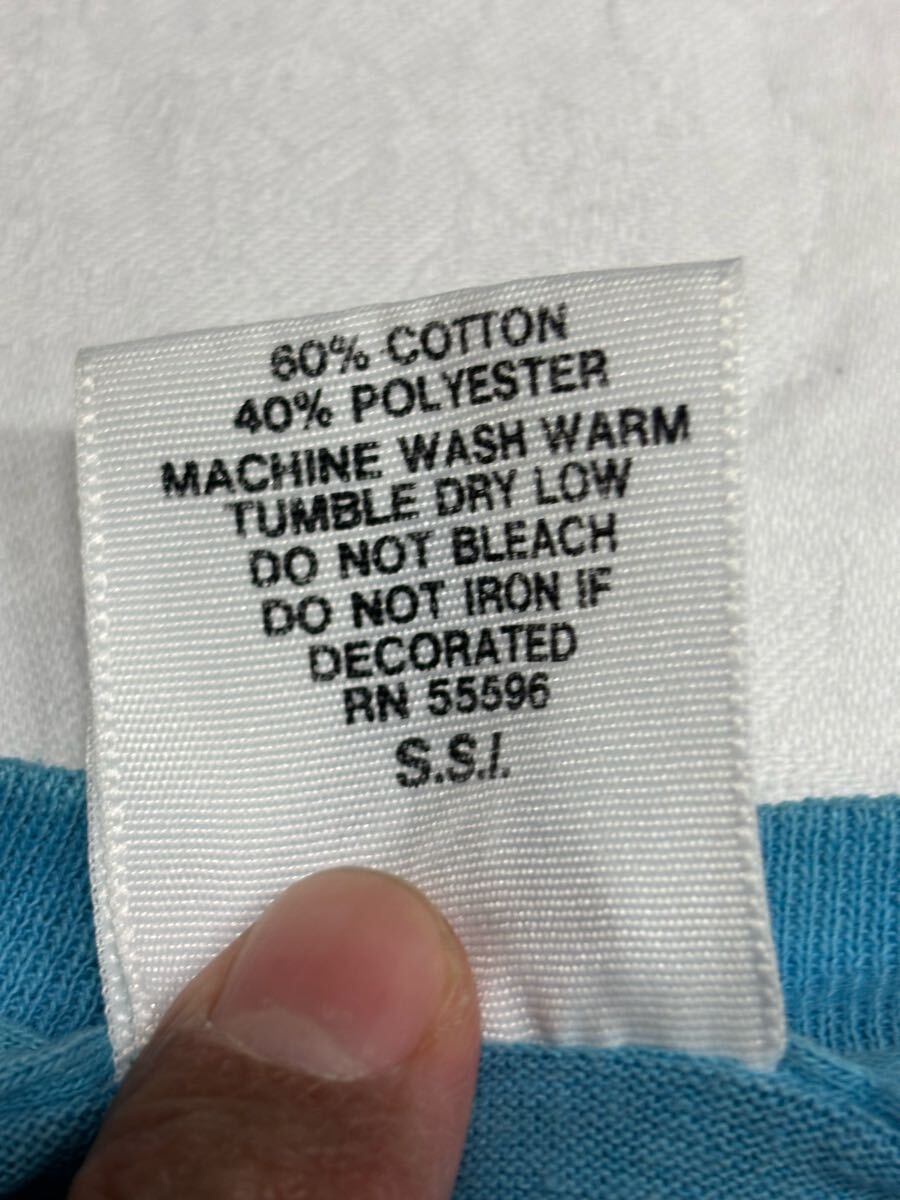 60% COTTON
40% POLYESTER
MACHINE WASH WARM
TUMBLE DRY LOW
DO NOT BLEACH
DO NOT IRON IF
DECORATED
RN 55596
S.S.I.